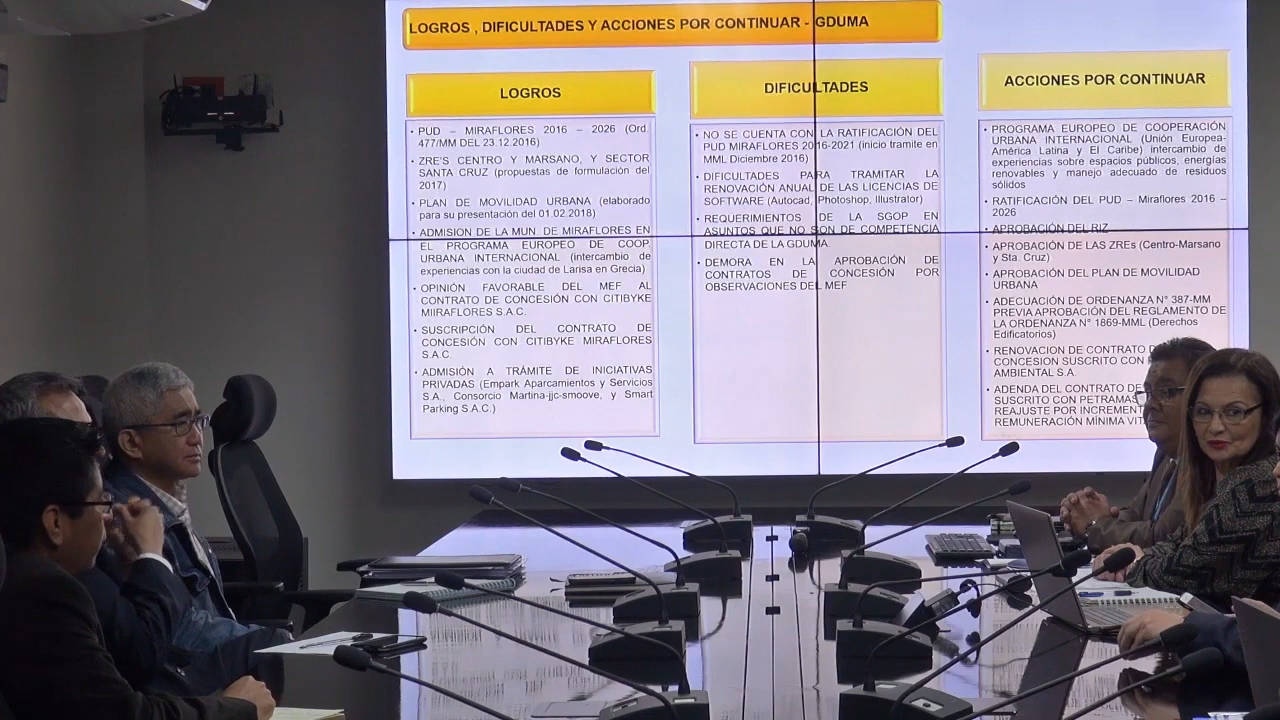 LOGROS , DIFICULTADES Y ACCIONES POR CONTINUAR - GDUMA
LOGROS
• PUD – MIRAFLORES 2016 – 2026 (Ord.
477/MM DEL 23.12.2016)
• ZRE'S CENTRO Y MARSANO, Y SECTOR
SANTA CRUZ (propuestas de formulación del
2017)
• PLAN DE MOVILIDAD URBANA (elaborado
para su presentación del 01.02.2018)
• ADMISION DE LA MUN. DE MIRAFLORES EN
EL PROGRAMA EUROPEO DE COOP.
URBANA INTERNATIONAL (intercambio de
experiencias con la ciudad de Larisa en Grecia)
• OPINIÓN FAVORABLE DEL MEF AL
CONTRATO DE CONCESIÓN CON CITIBYKE
MIIRAFLORES S.A.C.
• SUSCRIPCIÓN DEL CONTRATO DE
CONCESIÓN CON CITIBYKE MIRAFLORES
S.A.C.
• ADMISIÓN A TRÁMITE DE INICIATIVAS
PRIVADAS (Empark Aparcamientos y Servicios
S.A., Consorcio Martina-jjc-smoove, y Smart
Parking S.A.C.)
DIFICULTADES
• NO SE CUENTA CON LA RATIFICACIÓN DEL
PUD MIRAFLORES 2016-2021 (inicio tramite en
MML Diciembre 2016)
• DIFICULTADES PARA TRAMITAR LA
RENOVACIÓN ANUAL DE LAS LICENCIAS DE
SOFTWARE (Autocad, Photoshop, Illustrator)
• REQUERIMIENTOS DE LA SGOP EN
ASUNTOS QUE NO SON DE COMPETENCIA
DIRECTA DE LA GDUMA.
• DEMORA EN LA APROBACIÓN DE
CONTRATOS DE CONCESIÓN POR
OBSERVACIONES DEL MEF
ACCIONES POR CONTINUAR
• PROGRAMA EUROPEO DE COOPERACIÓN
URBANA INTERNACIONAL (Unión Europea-
América Latina y El Caribe) intercambio de
experiencias sobre espacios públicos, energías
renovables y manejo adecuado de residuos
sólidos
• RATIFICACIÓN DEL PUD – Miraflores 2016 –
2026
• APROBACIÓN DEL RIZ
• APROBACIÓN DE LAS ZREs (Centro-Marsano
y Sta. Cruz)
• APROBACIÓN DEL PLAN DE MOVILIDAD
URBANA
• ADECUACIÓN DE ORDENANZA N° 387-MM
PREVIA APROBACIÓN DEL REGLAMENTO DE
LA ORDENANZA N° 1869-MML (Derechos
Edificatorios)
• RENOVACION DE CONTRATO D
CONCESION SUSCRITO CON
AMBIENTAL S.A.
• ADENDA DEL CONTRATO DE
SUSCRITO CON PETRAMAS
REAJUSTE POR INCREMENT
REMUNERACIÓN MÍNIMA VIT